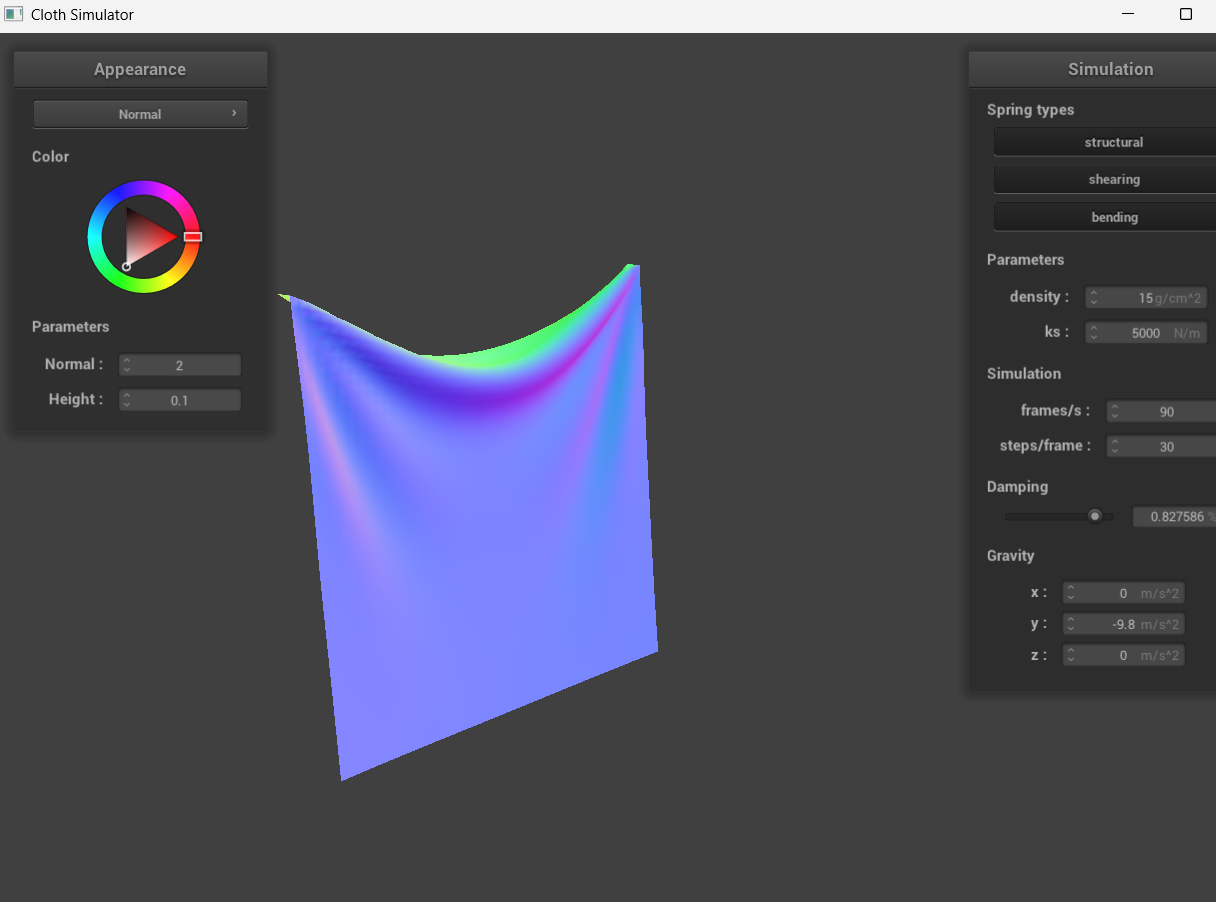 Cloth Simulator
Appearance
Normal
Color
Parameters
Normal : 2
Height : 0.1
Simulation
Spring types
structural
shearing
bending
Parameters
density : 15 g/cm^2
ks : 5000 N/m
Simulation
frames/s : 90
steps/frame : 30
Damping
0.827586 %
Gravity
x : 0 m/s^2
y : -9.8 m/s^2
z : 0 m/s^2